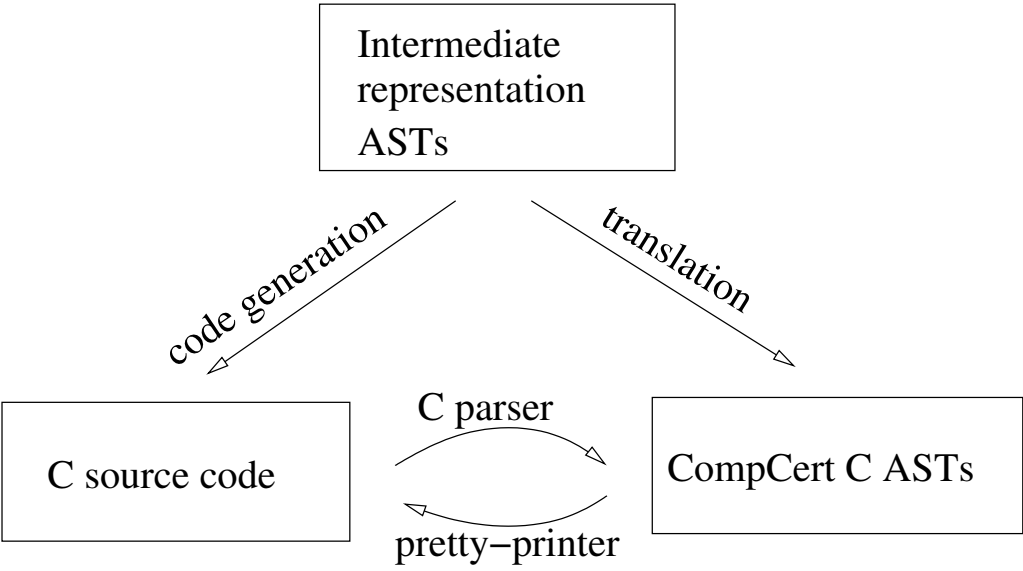 Intermediate
representation
ASTs
code generation
translation
C parser
C source code
CompCert C ASTs
pretty−printer